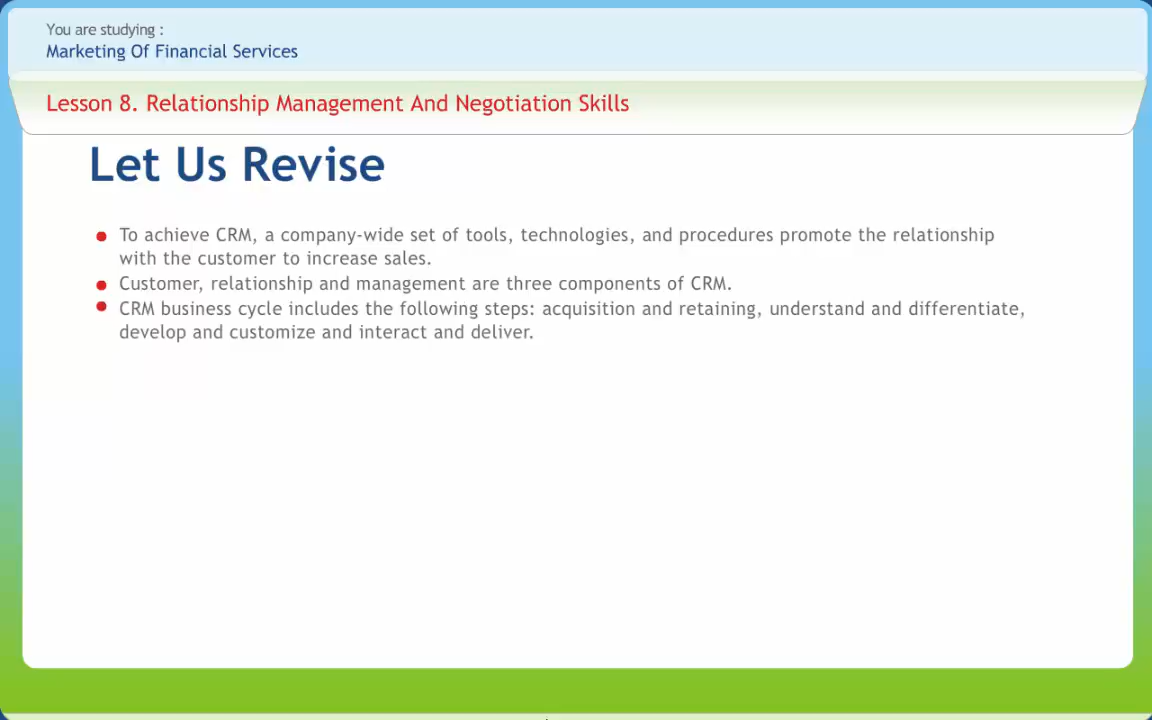 You are studying :
Marketing Of Financial Services
Lesson 8. Relationship Management And Negotiation Skills
Let Us Revise
To achieve CRM, a company-wide set of tools, technologies, and procedures promote the relationship
with the customer to increase sales.
Customer, relationship and management are three components of CRM.
CRM business cycle includes the following steps: acquisition and retaining, understand and differentiate,
develop and customize and interact and deliver.